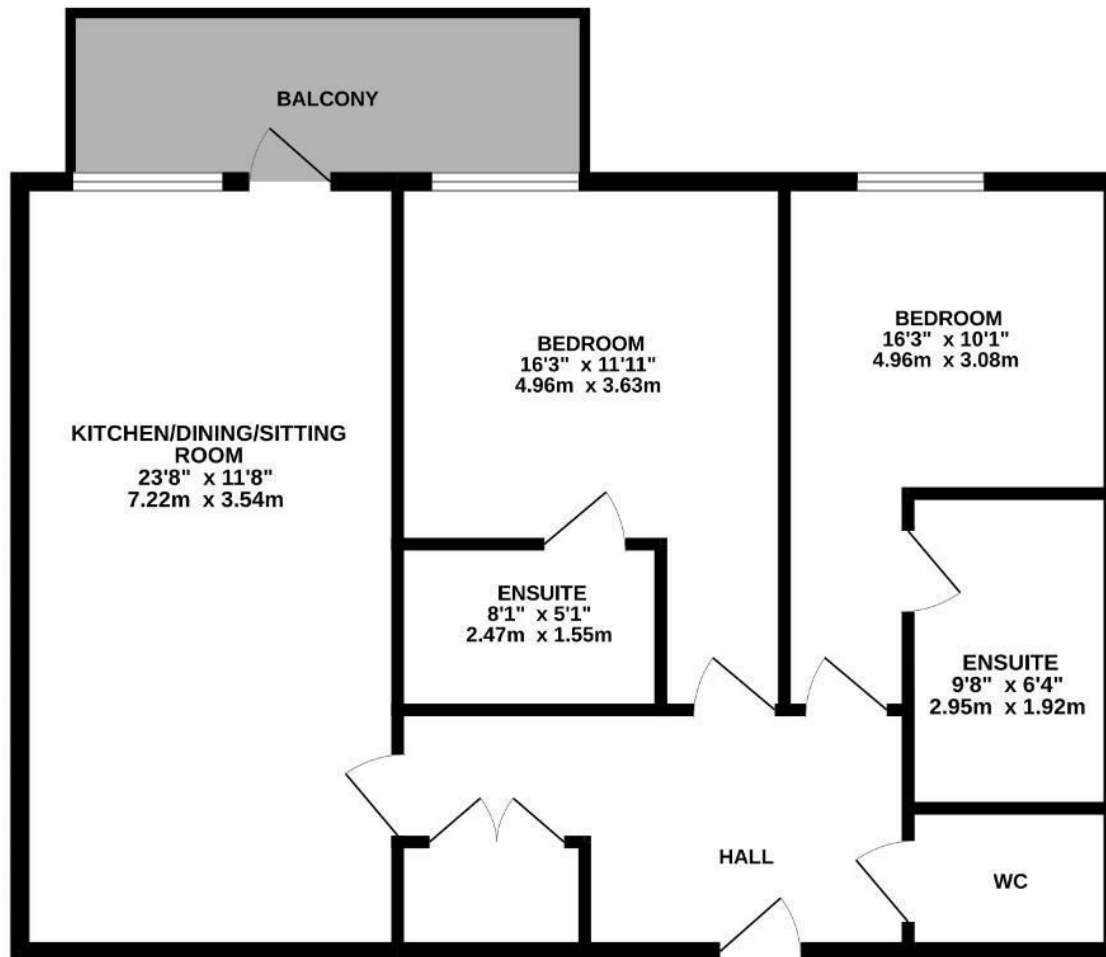 BALCONY
KITCHEN/DINING/SITTING
ROOM
23'8" x 11'8"
7.22m x 3.54m
BEDROOM
16'3" x 11'11"
4.96m x 3.63m
BEDROOM
16'3" x 10'1"
4.96m x 3.08m
ENSUITE
8'1" x 5'1"
2.47m x 1.55m
ENSUITE
9'8" x 6'4"
2.95m x 1.92m
HALL
WC